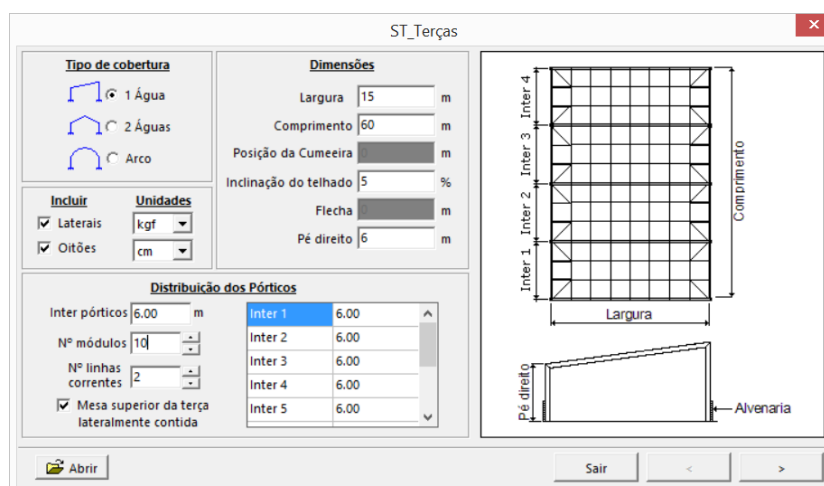 ST_Terças
Tipo de cobertura
1 Água
2 Águas
Arco
Incluir Unidades
Laterais kgf
Oitões cm
Dimensões
Largura 15 m
Comprimento 60 m
Posição da Cumeeira 0 m
Inclinação do telhado 5 %
Flecha 0 m
Pé direito 6 m
Distribuição dos Pórticos
Inter pórticos 6.00 m
Nº módulos 10
Nº linhas
correntes 2
Mesa superior da terça
lateralmente contida
Inter 1 6.00
Inter 2 6.00
Inter 3 6.00
Inter 4 6.00
Inter 5 6.00
Inter 4
Inter 3
Inter 2
Inter 1
Comprimento
Largura
Pé direito
Alvenaria
Abrir
Sair
<
>